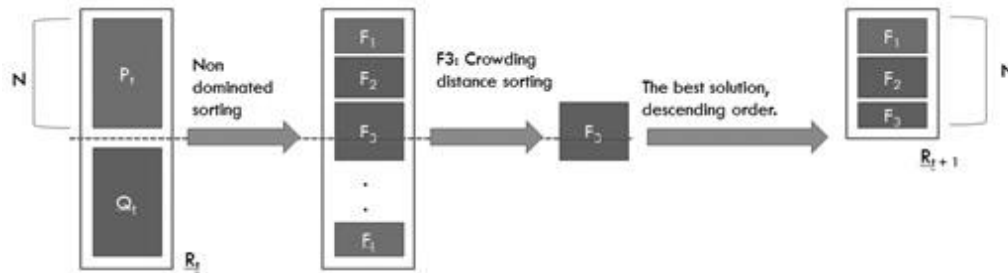 N
Pt
Qt
Rt
Non
dominated
sorting
F1
F2
F3
.
.
Ft
F3: Crowding
distance sorting
F3
The best solution,
descending order.
F1
F2
F3
N
Rt + 1